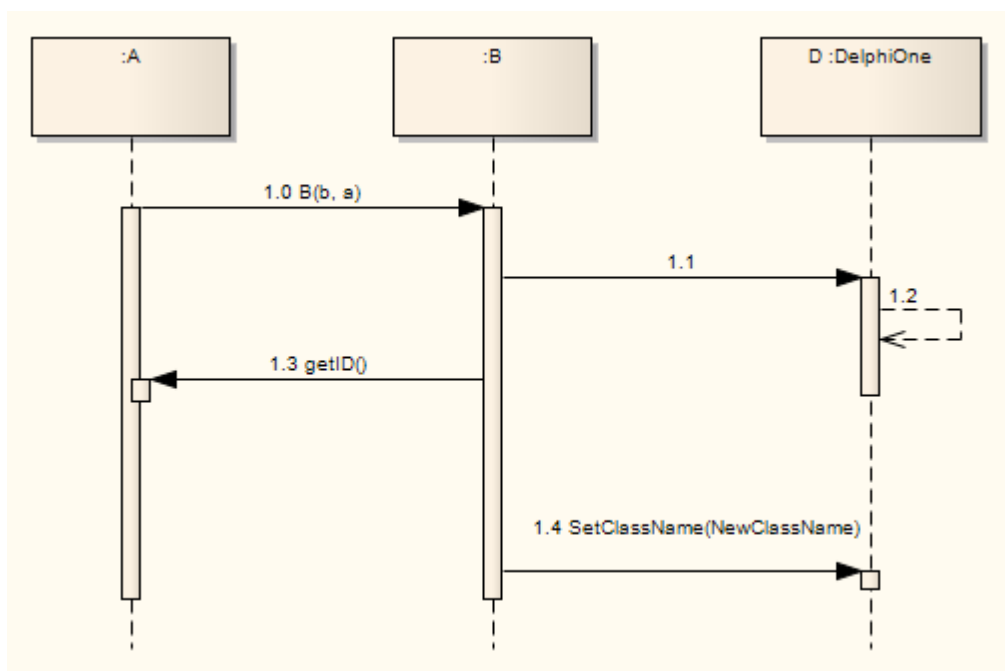 :A
:B
D :DelphiOne
1.0 B(b, a)
1.1
1.2
1.3 getID()
1.4 SetClassName(NewClassName)